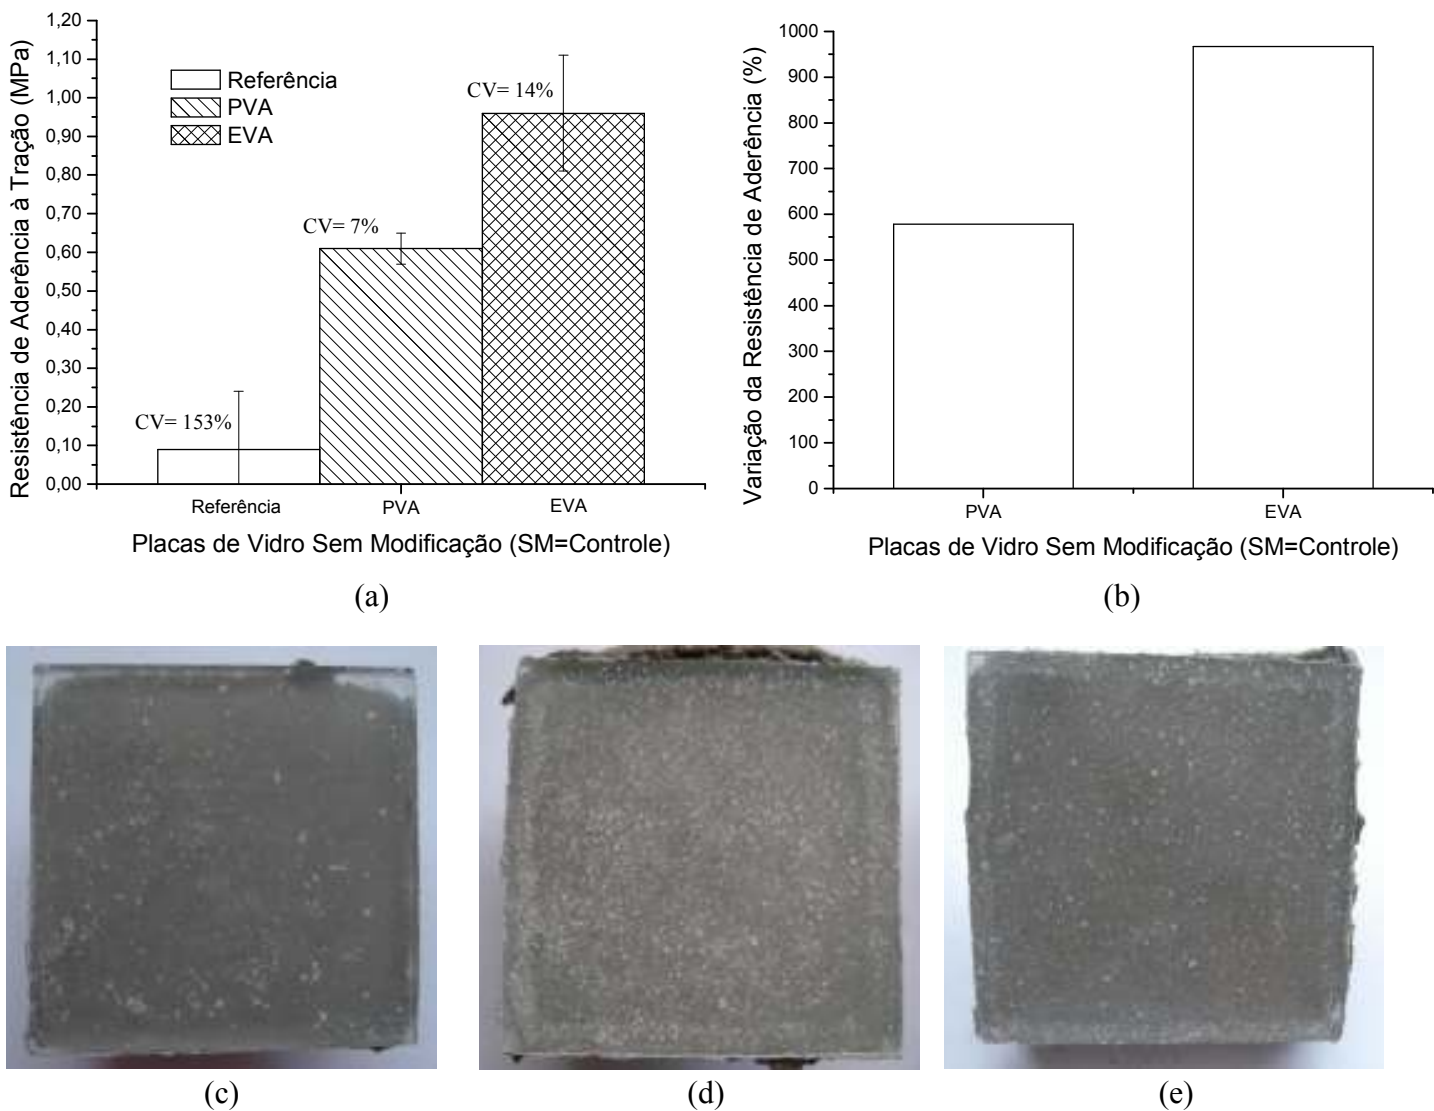 1,20
1,10
1,00
0,90
0,80
0,70
0,60
0,50
0,40
0,30
0,20
0,10
0,00
Resistência de Aderência à Tração (MPa)
Referência
PVA
EVA
CV= 153%
CV= 7%
CV= 14%
Referência PVA EVA
Placas de Vidro Sem Modificação (SM=Controle)
(a)
1000
900
800
700
600
500
400
300
200
100
0
Variação da Resistência de Aderência (%)
PVA EVA
Placas de Vidro Sem Modificação (SM=Controle)
(b)
(c) (d) (e)